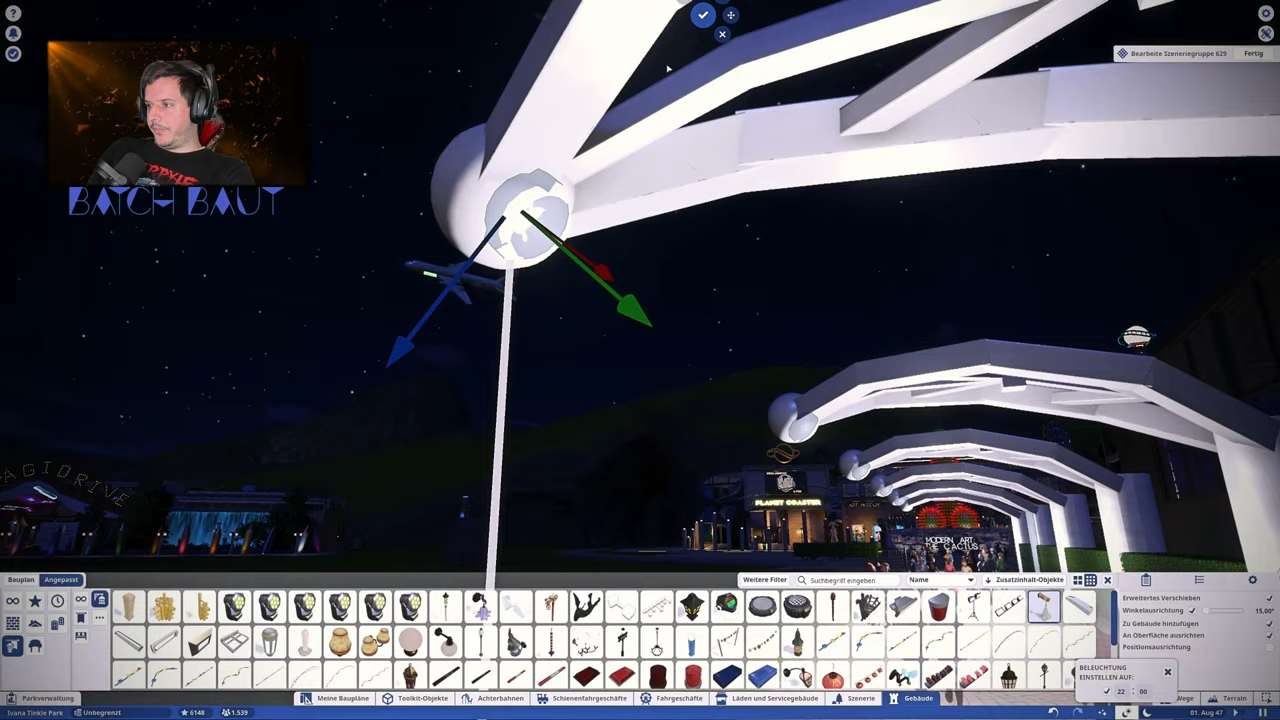 Bearbeite Szeneriegruppe 629 Fertig
BATCH BAUT
AGIDRIVE
PLANET COASTER
MODERN ART
THE CACTUS
Bauplan Angepasst
Weitere Filter Suchbegriff eingeben Name Zusatzinhalt-Objekte
Erweitertes Verschieben
Winkelausrichtung 15,00°
Zu Gebäude hinzufügen
An Oberfläche ausrichten
Positionsausrichtung
BELEUCHTUNG
EINSTELLEN AUF:
22 : 00
Parkverwaltung Meine Baupläne Toolkit-Objekte Achterbahnen Schienenfahrgeschäfte Fahrgeschäfte Läden und Servicegebäude Szenerie Gebäude Wege Terrain
Ivana Tinkle Park Unbegrenzt 6148 1.539 01. Aug 47